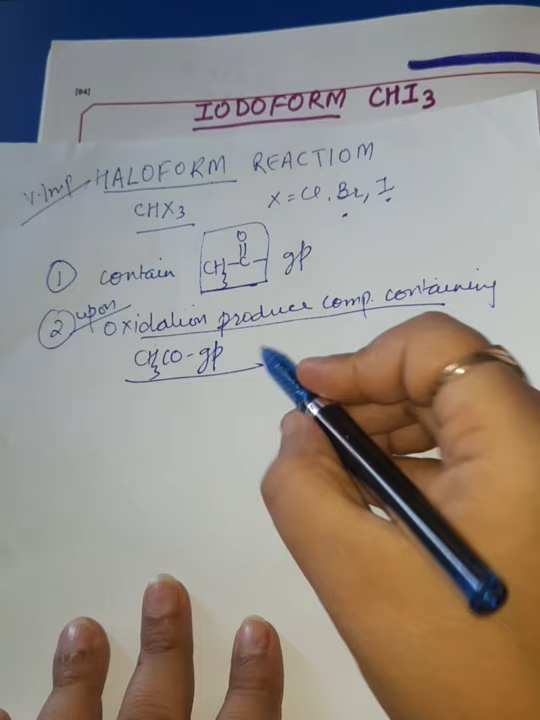 [84]
IODOFORM CHI3
V.Imp HALOFORM REACTIOM
CHX3 X = Cl, Br, I
① contain CH3-C- gp
O
② upon Oxidation produce comp. containing
CH3CO-gp